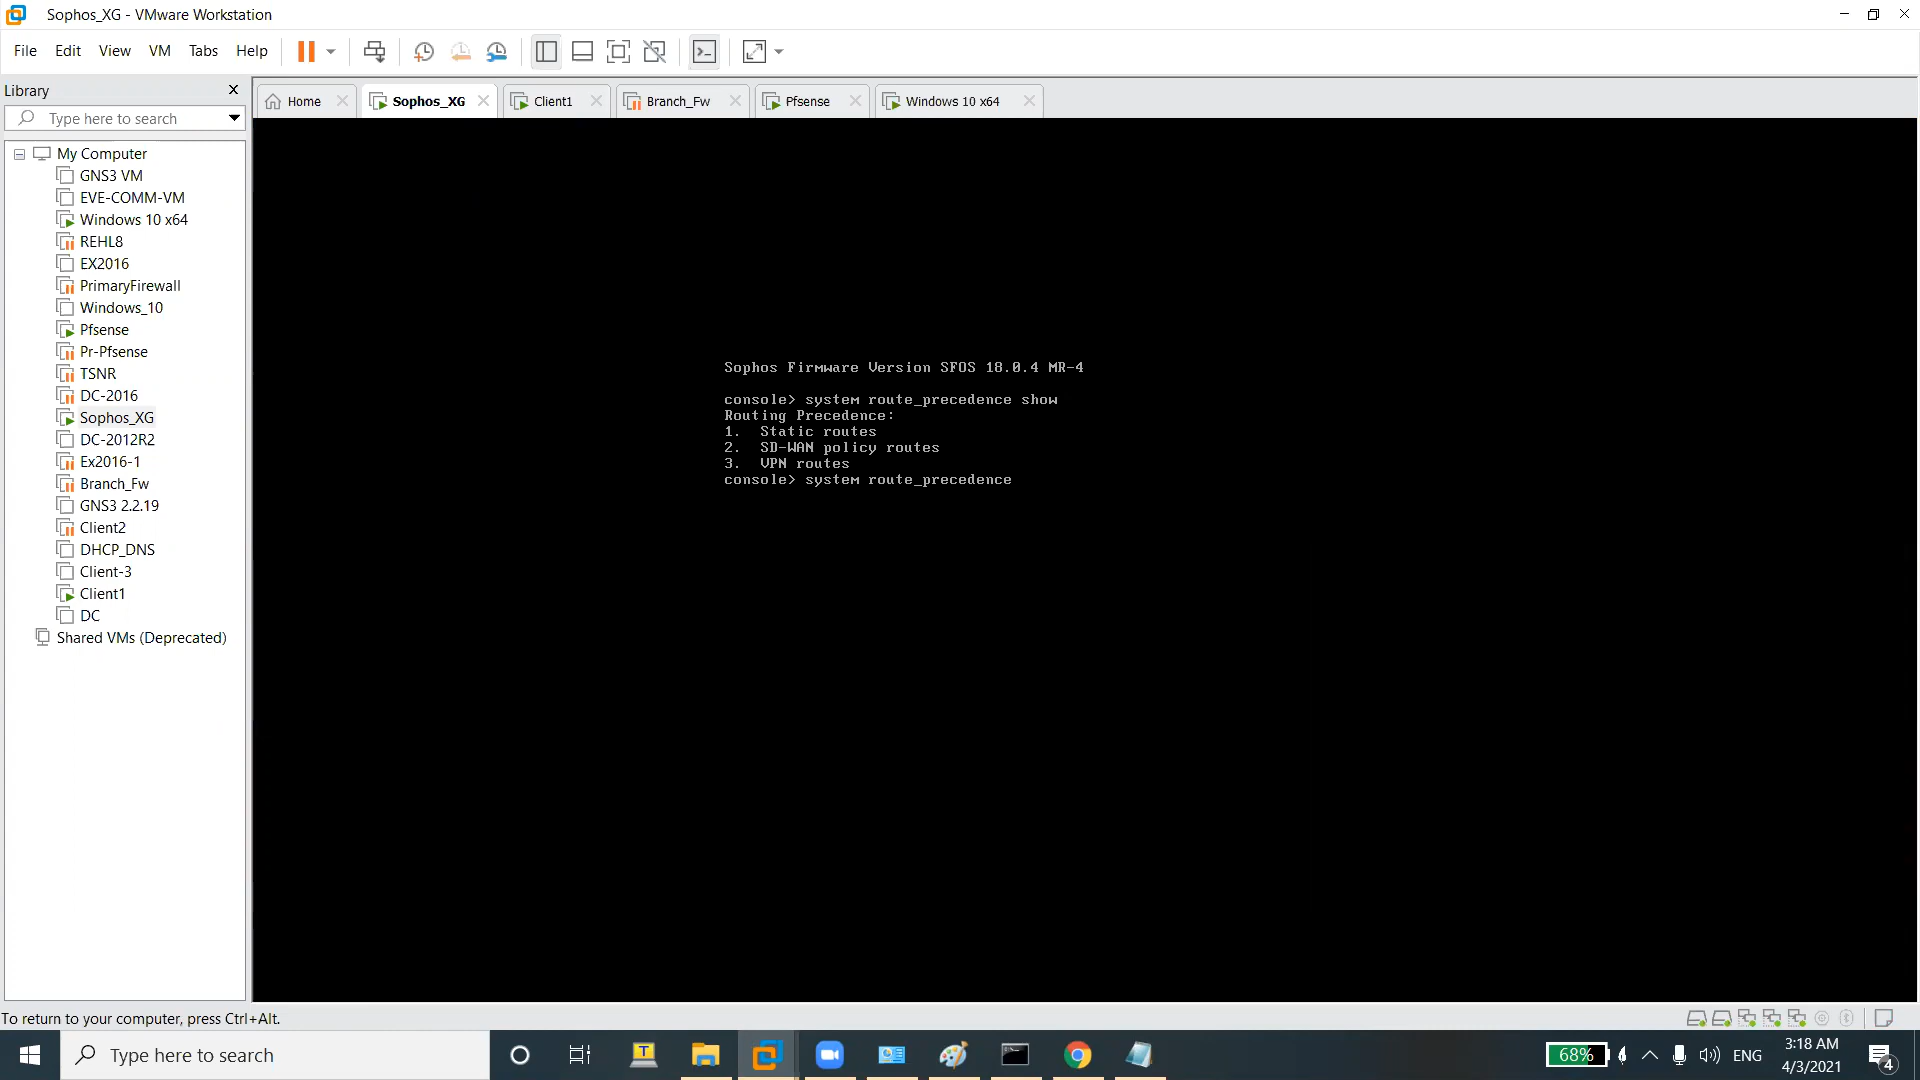 Sophos_XG - VMware Workstation
File Edit View VM Tabs Help
Library
Type here to search
My Computer
GNS3 VM
EVE-COMM-VM
Windows 10 x64
REHL8
EX2016
PrimaryFirewall
Windows_10
Pfsense
Pr-Pfsense
TSNR
DC-2016
Sophos_XG
DC-2012R2
Ex2016-1
Branch_Fw
GNS3 2.2.19
Client2
DHCP_DNS
Client-3
Client1
DC
Shared VMs (Deprecated)
Home Sophos_XG Client1 Branch_Fw Pfsense Windows 10 x64
Sophos Firmware Version SFOS 18.0.4 MR-4
console> system route_precedence show
Routing Precedence:
1. Static routes
2. SD-WAN policy routes
3. VPN routes
console> system route_precedence
To return to your computer, press Ctrl+Alt.
Type here to search
T
68%
ENG
3:18 AM
4/3/2021
4